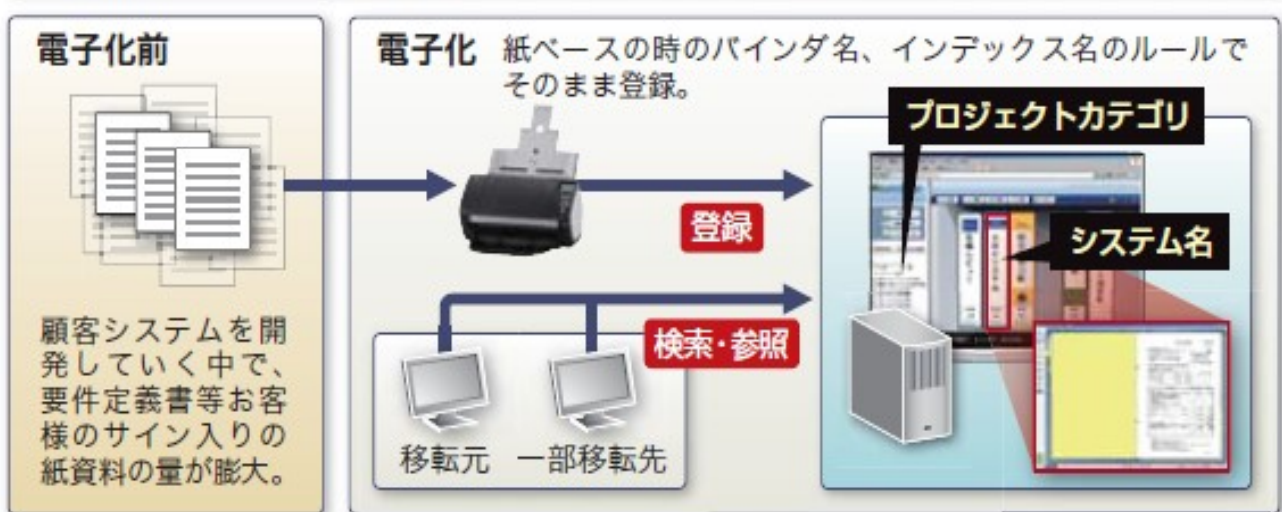 電子化前
顧客システムを開
発していく中で、
要件定義書等お客
様のサイン入りの
紙資料の量が膨大。
電子化
紙ベースの時のバインダ名、インデックス名のルールで
そのまま登録。
プロジェクトカテゴリ
システム名
登録
検索・参照
移転元
一部移転先